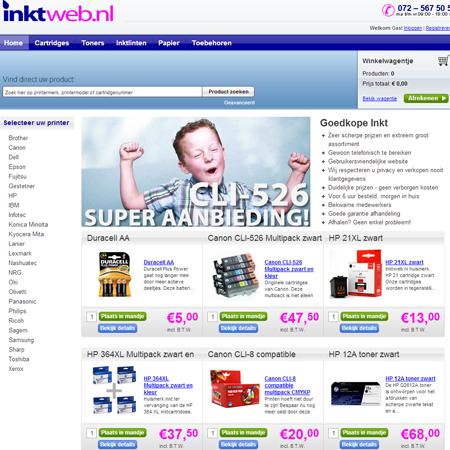 inktweb.nl
072 – 567 50 5
ma t/m vr 09:00 - 19:00
Welkom Gast Inloggen | Registreren
Home Cartridges Toners Inktlinten Papier Toebehoren
Vind direct uw product
Zoek hier op printermerk, printermodel of cartridgenummer
Product zoeken
Geavanceerd
Winkelwagentje
Producten: 0
Prijs totaal: € 0,00
Bekijk wagentje
Afrekenen
Selecteer uw printer
Brother
Canon
Dell
Epson
Fujitsu
Gestetner
HP
IBM
Infotec
Konica Minolta
Kyocera Mita
Lanier
Lexmark
Nashuatec
NRG
Oki
Olivetti
Panasonic
Philips
Ricoh
Sagem
Samsung
Sharp
Toshiba
Xerox
CLI-526
SUPER AANBIEDING!
Goedkope Inkt
Zeer scherpe prijzen en extreem groot
assortiment
Gewoon telefonisch te bereiken
Gebruikersvriendelijke website
Wij respecteren u privacy en verkopen nooit
klantgegevens
Duidelijke prijzen - geen verborgen kosten
Voor 6 uur besteld, morgen in huis
Bekwame medewerkers
Goede garantie afhandeling
Afhalen? Geen enkel probleem!
Duracell AA
DURACELL
Duracell AA
Duracell Plus Power
gaat nog langer mee
door meer actieve
deeltjes. Deze batten...
€5,00
incl. B.T.W.
1 Plaats in mandje
Bekijk details
Canon CLI-526 Multipack zwart
Canon CLI-526
Multipack zwart en
kleur
Originele cartridges
van Canon. Deze
multipack is niet alleen
€47,50
incl. B.T.W.
1 Plaats in mandje
Bekijk details
HP 21XL zwart
HP 21XL zwart
Inktweb.nl huismerk
HP 21 cartridge zwart
Onze cartridges
worden in tegenstelli...
€13,00
incl. B.T.W.
1 Plaats in mandje
Bekijk details
HP 364XL Multipack zwart en
HP 364XL
Multipack zwart en
kleur
Huismerk inkt ter
vervanging van de HP
364 XL inktcartridges.
€37,50
incl. B.T.W.
1 Plaats in mandje
Bekijk details
Canon CLI-8 compatible
Canon CLI-8
compatible
multipack CMYKP
Printen hoeft niet duur
te zijn! Bespaar nu nog
meer geld door deze
€20,00
incl. B.T.W.
1 Plaats in mandje
Bekijk details
HP 12A toner zwart
HP 12A toner zwart
De HP Q2612A toner
is ontworpen voor
het afdrukken van
scherpe zwarte tekst
en a...
€68,00
incl. B.T.W.
1 Plaats in mandje
Bekijk details